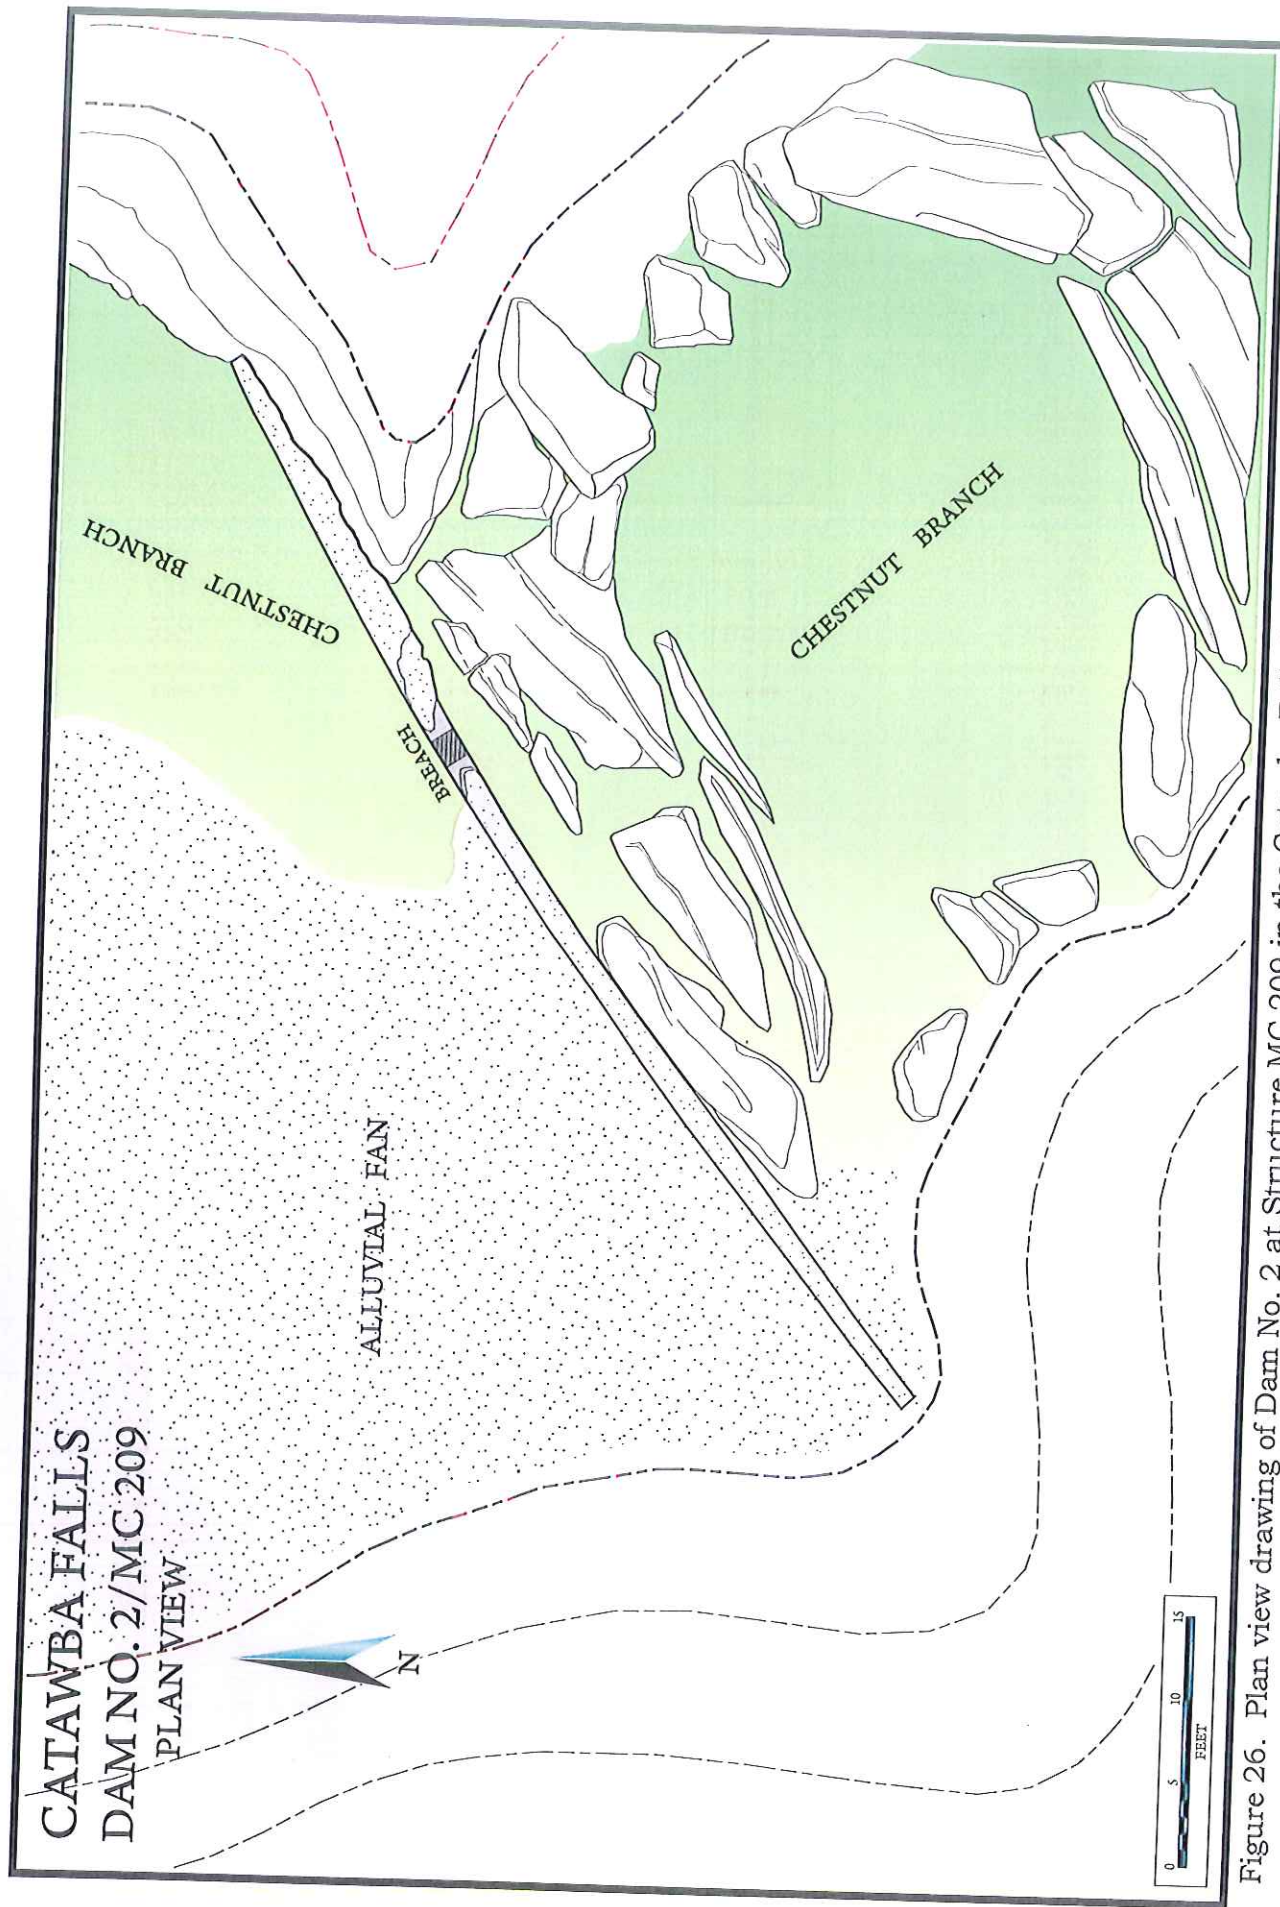 CATAWBA FALLS
DAM NO. 2/MC 209
PLAN VIEW
N
ALLUVIAL FAN
BREACH
CHESTNUT BRANCH
CHESTNUT BRANCH
0 5 10 15
FEET
Figure 26. Plan view drawing of Dam No. 2 at Structure MC 209 in the